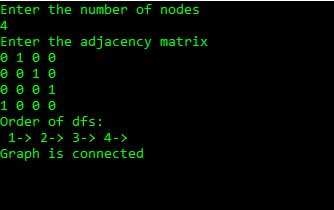 Enter the number of nodes
4
Enter the adjacency matrix
0 1 0 0
0 0 1 0
0 0 0 1
1 0 0 0
Order of dfs:
 1-> 2-> 3-> 4->
Graph is connected